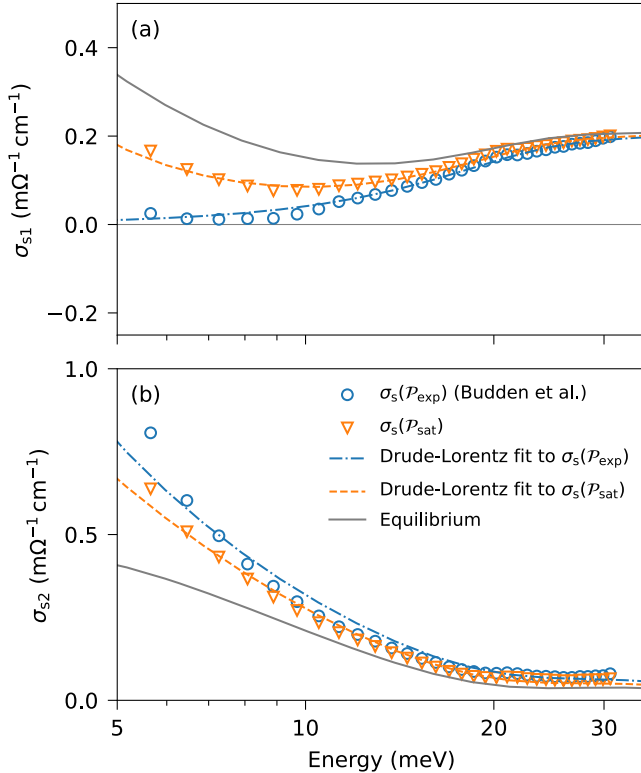 (a)
0.4
0.2
0.0
−0.2
σs1 (mΩ⁻¹ cm⁻¹)
(b)
1.0
0.5
0.0
σs2 (mΩ⁻¹ cm⁻¹)
σs(𝒫exp) (Budden et al.)
σs(𝒫sat)
Drude-Lorentz fit to σs(𝒫exp)
Drude-Lorentz fit to σs(𝒫sat)
Equilibrium
5
10
20
30
Energy (meV)